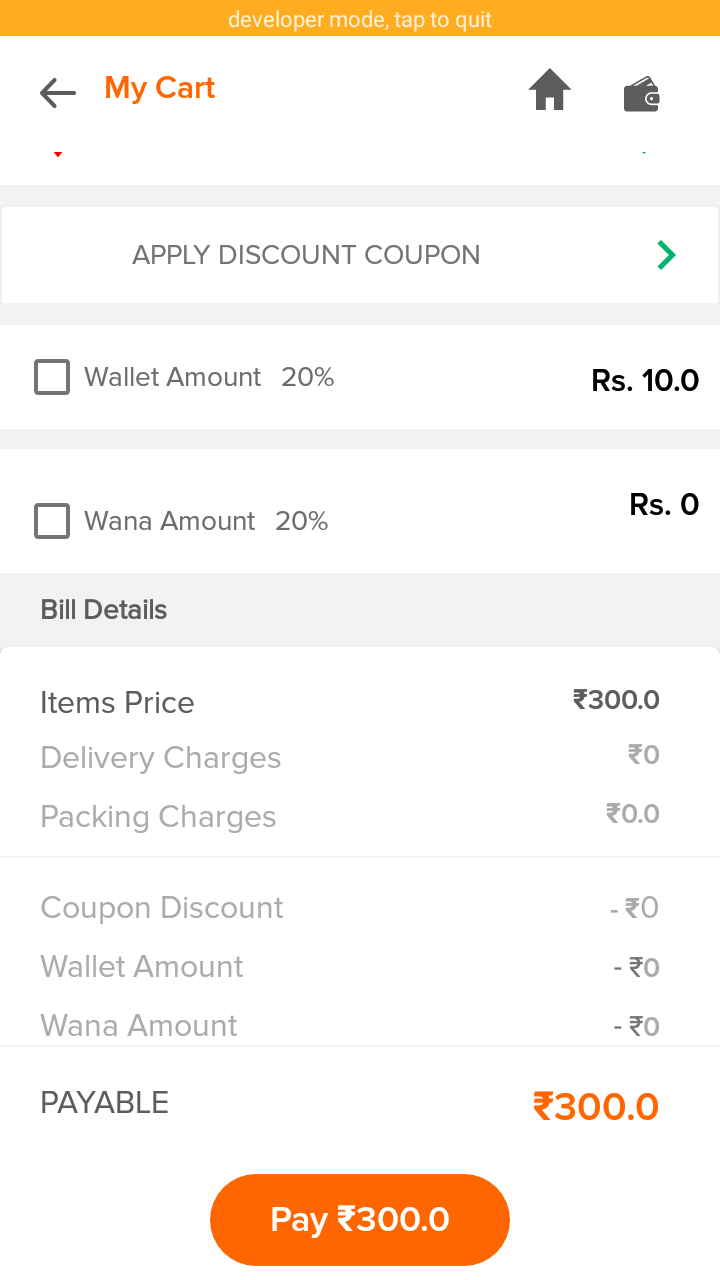 developer mode, tap to quit
My Cart
APPLY DISCOUNT COUPON
Wallet Amount 20% Rs. 10.0
Wana Amount 20% Rs. 0
Bill Details
Items Price ₹300.0
Delivery Charges ₹0
Packing Charges ₹0.0
Coupon Discount - ₹0
Wallet Amount - ₹0
Wana Amount - ₹0
PAYABLE ₹300.0
Pay ₹300.0